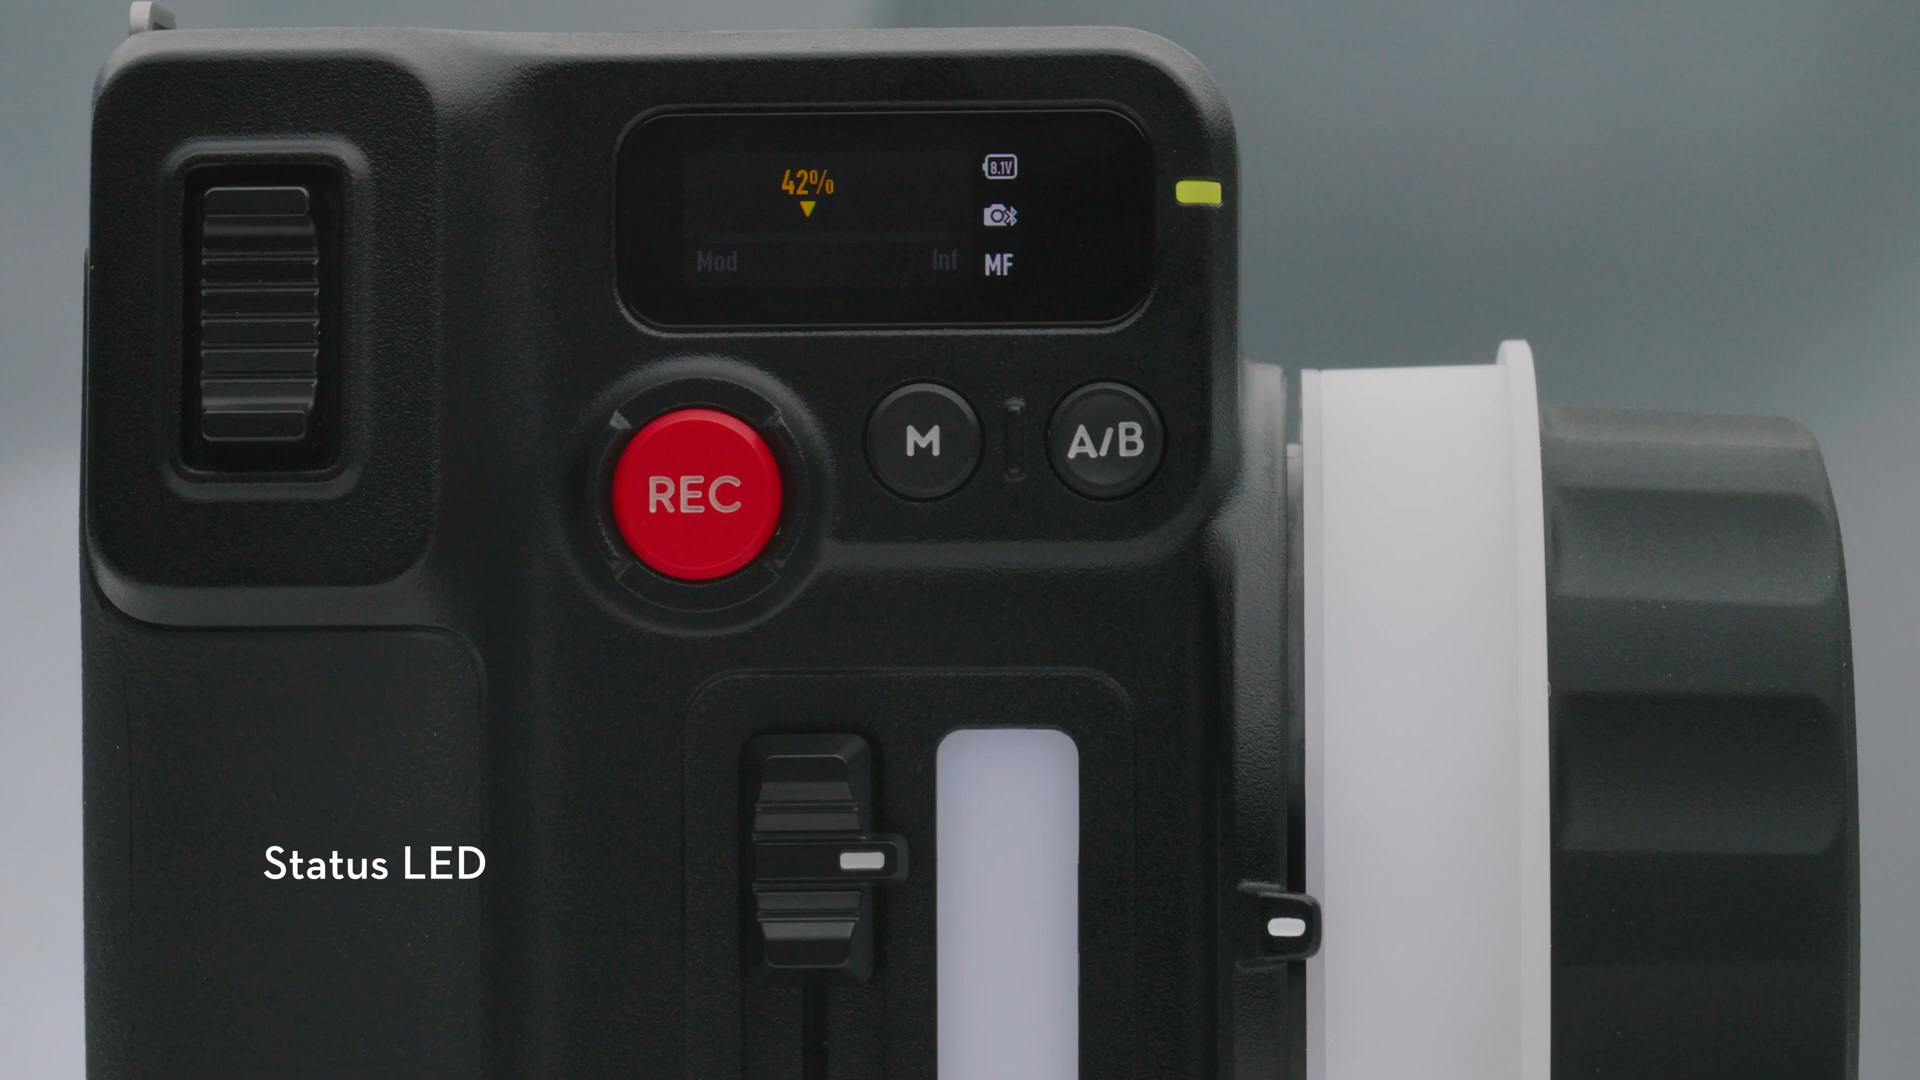 42%
8.1V
Mod
Inf
MF
M
A/B
REC
Status LED